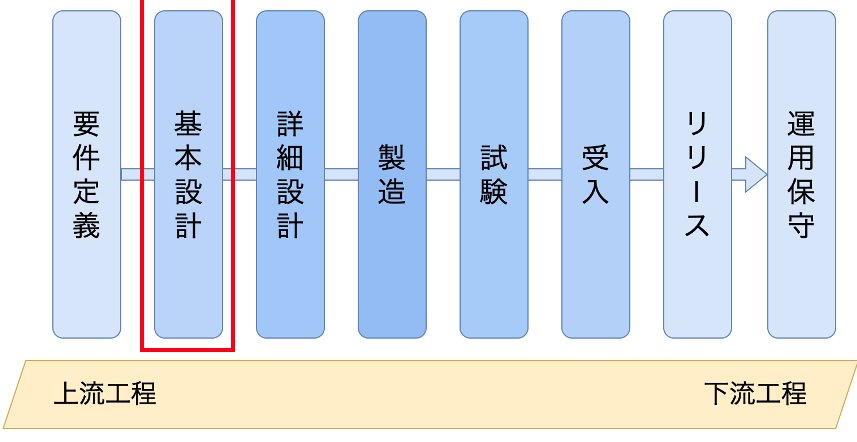 要件定義
基本設計
詳細設計
製造
試験
受入
リリース
運用保守
上流工程
下流工程